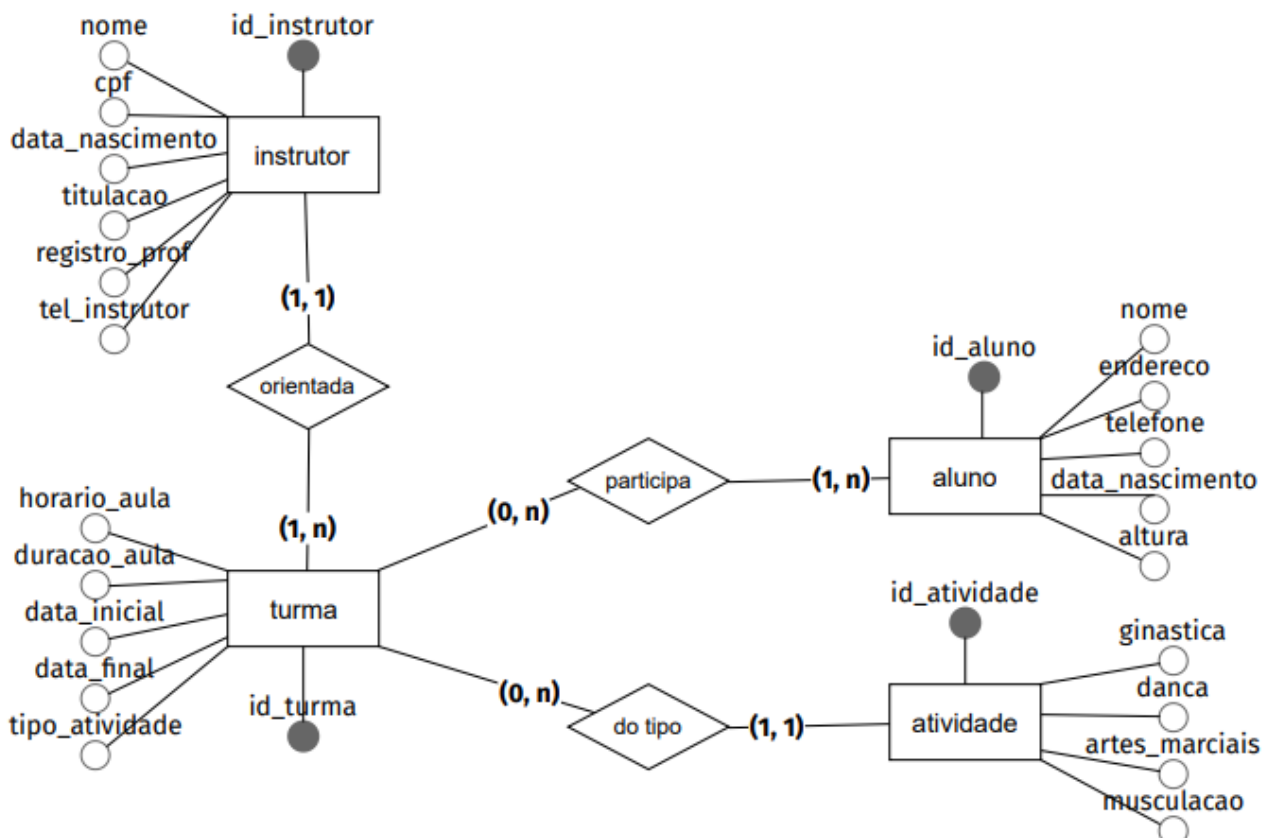 nome
id_instrutor
cpf
data_nascimento
instrutor
titulacao
registro_prof
tel_instrutor
(1, 1)
orientada
(1, n)
horario_aula
duracao_aula
data_inicial
turma
data_final
tipo_atividade
id_turma
(0, n)
participa
(1, n)
id_aluno
aluno
nome
endereco
telefone
data_nascimento
altura
(0, n)
do tipo
(1, 1)
id_atividade
atividade
ginastica
danca
artes_marciais
musculacao